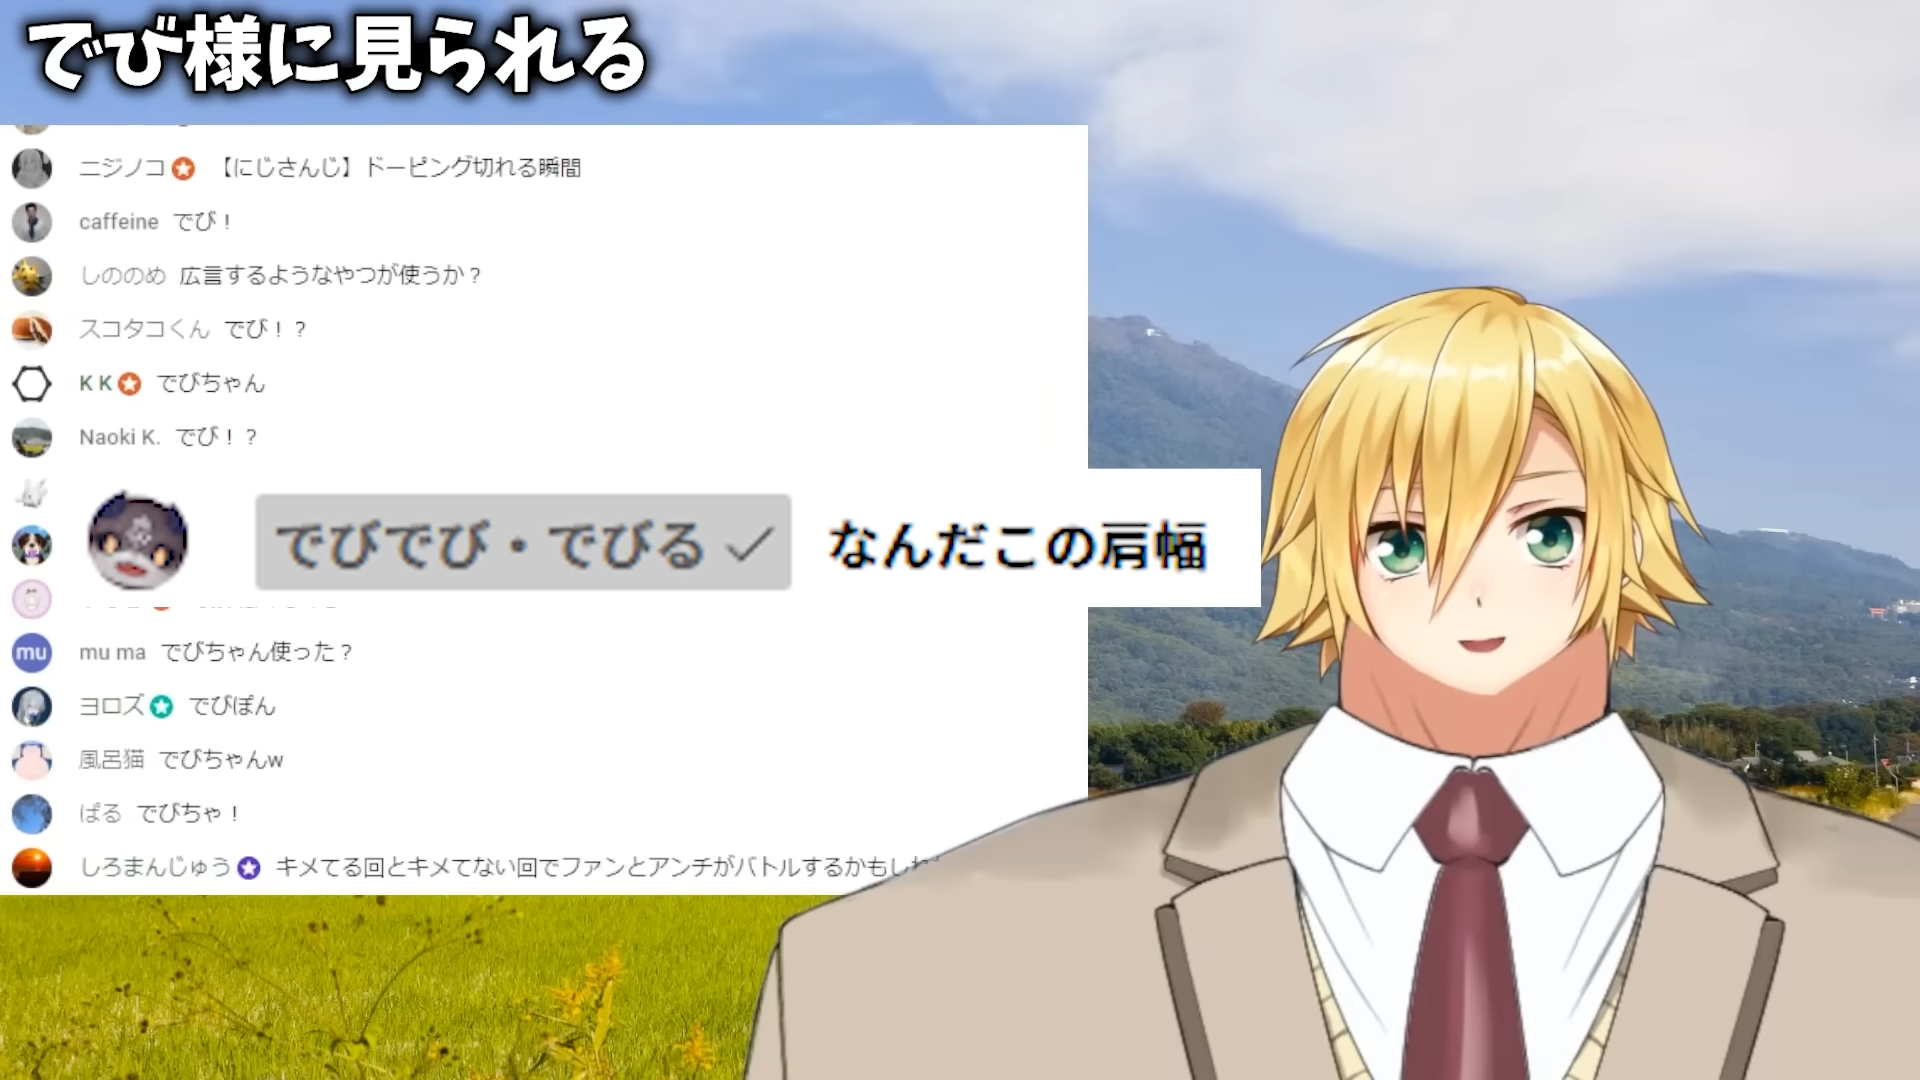 でび様に見られる
ニジノコ 【にじさんじ】ドーピング切れる瞬間
caffeine でび！
しののめ 広言するようなやつが使うか？
スコタコくん でび！？
K K でびちゃん
Naoki K. でび！？
でびでび・でびる なんだこの肩幅
mu mu ma でびちゃん使った？
ヨロズ でびぽん
風呂猫 でびちゃんw
ぱる でびちゃ！
しろまんじゅう キメてる回とキメてない回でファンとアンチがバトルするかもし